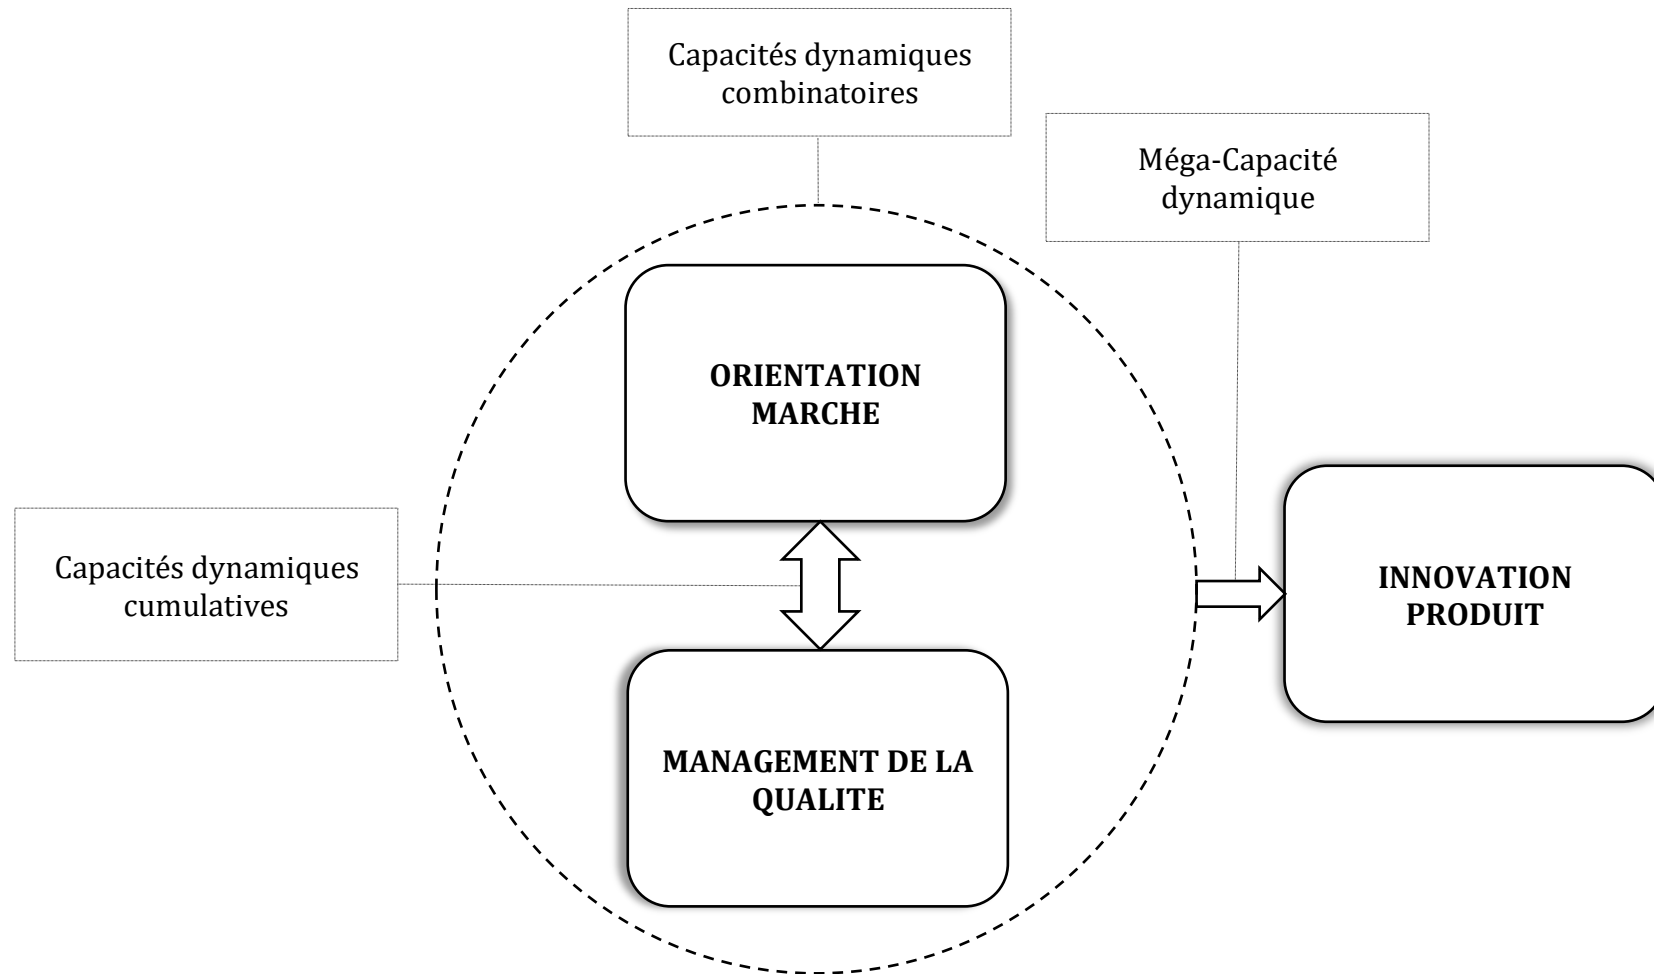 Capacités dynamiques
combinatoires
Méga-Capacité
dynamique
ORIENTATION
MARCHE
Capacités dynamiques
cumulatives
INNOVATION
PRODUIT
MANAGEMENT DE LA
QUALITE